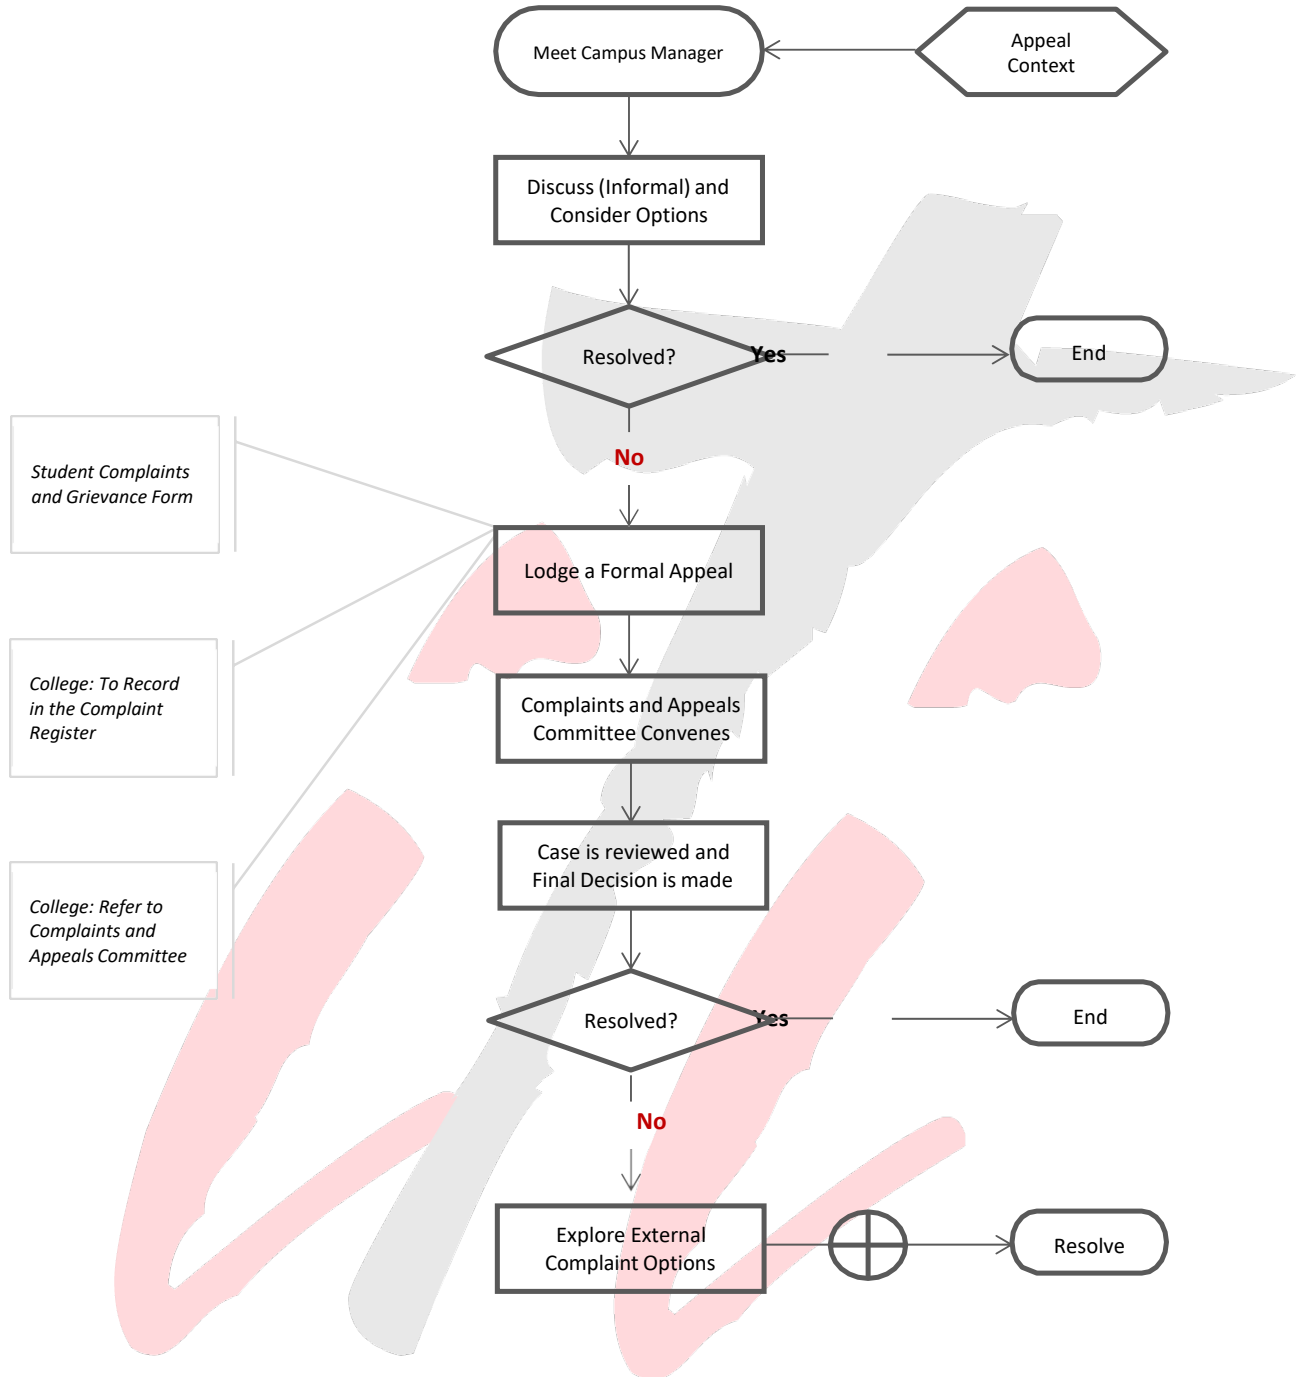 Meet Campus Manager
Appeal
Context
Discuss (Informal) and
Consider Options
Resolved?
Yes
End
No
Student Complaints
and Grievance Form
Lodge a Formal Appeal
College: To Record
in the Complaint
Register
Complaints and Appeals
Committee Convenes
Case is reviewed and
Final Decision is made
College: Refer to
Complaints and
Appeals Committee
Resolved?
Yes
End
No
Explore External
Complaint Options
Resolve